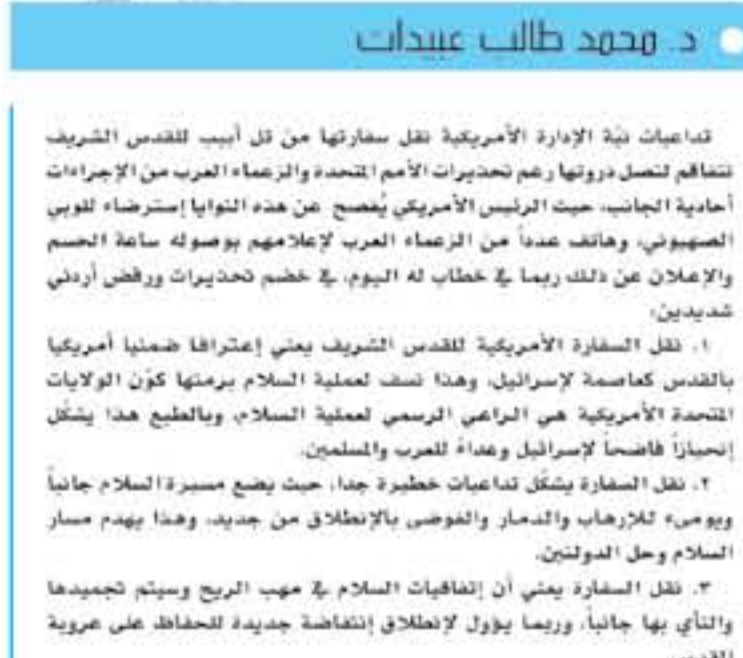 د. محمد طالب عبيدات
تداعيات نيّة الإدارة الأمريكية نقل سفارتها من تل أبيب للقدس الشريف
تتفاقم لتصل ذروتها رغم تحذيرات الأمم المتحدة والزعماء العرب من الإجراءات
أحادية الجانب، حيث الرئيس الأمريكي يُفصح عن هذه النوايا إسترضاء للوبي
الصهيوني، وهاتف عدداً من الزعماء العرب لإعلامهم بوصوله ساعة الحسم
والإعلان عن ذلك ربما في خطاب له اليوم، في خضم تحذيرات ورفض أردني
شديدين:
١. نقل السفارة الأمريكية للقدس الشريف يعني إعترافا ضمنيا أمريكيا
بالقدس كعاصمة لإسرائيل، وهذا نسف لعملية السلام برمتها كوْن الولايات
المتحدة الأمريكية هي الراعي الرسمي لعملية السلام، وبالطبع هذا يشكّل
إنحيازاً فاضحاً لإسرائيل وعداءً للعرب والمسلمين.
٢. نقل السفارة يشكّل تداعيات خطيرة جدا، حيث يضع مسيرة السلام جانباً
ويومىء للإرهاب والدمار والفوضى بالإنطلاق من جديد، وهذا يهدم مسار
السلام وحل الدولتين.
٣. نقل السفارة يعني أن إتفاقيات السلام في مهب الريح وسيتم تجميدها
والنأي بها جانباً، وربما يؤول لإنطلاق إنتفاضة جديدة للحفاظ على عروبة